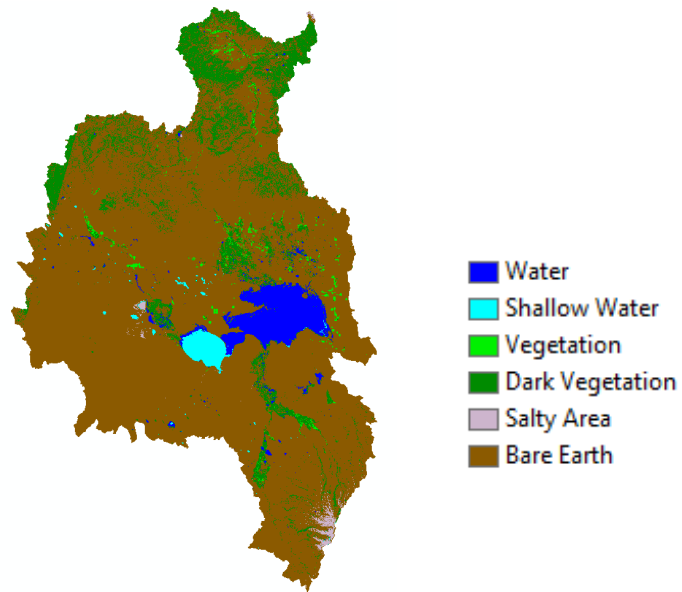 Water
Shallow Water
Vegetation
Dark Vegetation
Salty Area
Bare Earth